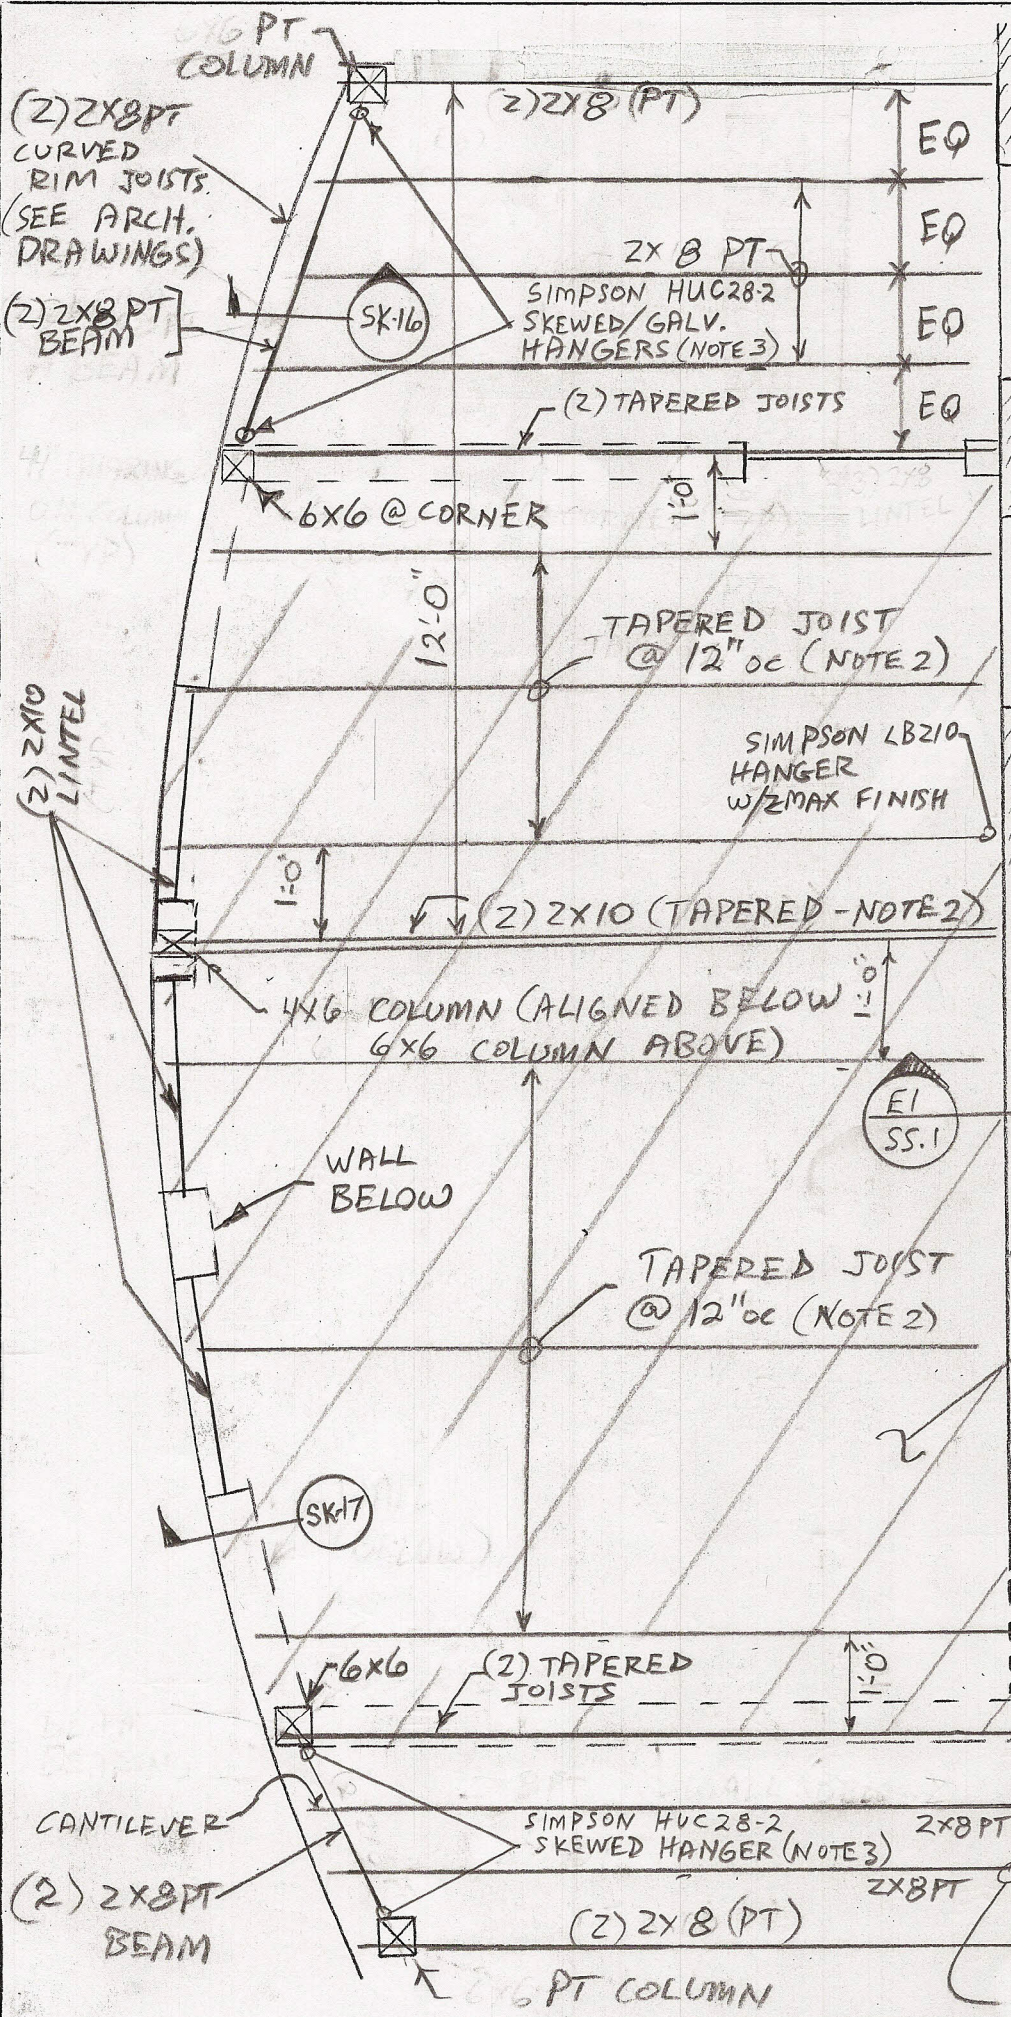 PT
COLUMN
(2) 2X8PT
CURVED
RIM JOISTS.
(SEE ARCH.
DRAWINGS)
(2) 2X8 PT
BEAM
(2) 2X8 (PT)
EQ
EQ
EQ
EQ
2X 8 PT
SK-16
SIMPSON HUC28-2
SKEWED/GALV.
HANGERS (NOTE 3)
(2) TAPERED JOISTS
6X6 @ CORNER
1'-0"
12'-0"
TAPERED JOIST
@ 12" OC (NOTE 2)
(2) 2X10
LINTEL
SIMPSON LB210
HANGER
W/ZMAX FINISH
1'-0"
(2) 2X10 (TAPERED - NOTE 2)
1'-0"
4X6 COLUMN (ALIGNED BELOW
6X6 COLUMN ABOVE)
E1
SS.1
WALL
BELOW
TAPERED JOIST
@ 12" OC (NOTE 2)
SK-17
6X6
(2) TAPERED
JOISTS
1'-0"
CANTILEVER
SIMPSON HUC28-2,
SKEWED HANGER (NOTE 3)
2X8PT
2X8PT
(2) 2X8PT
BEAM
(2) 2X8 (PT)
PT COLUMN